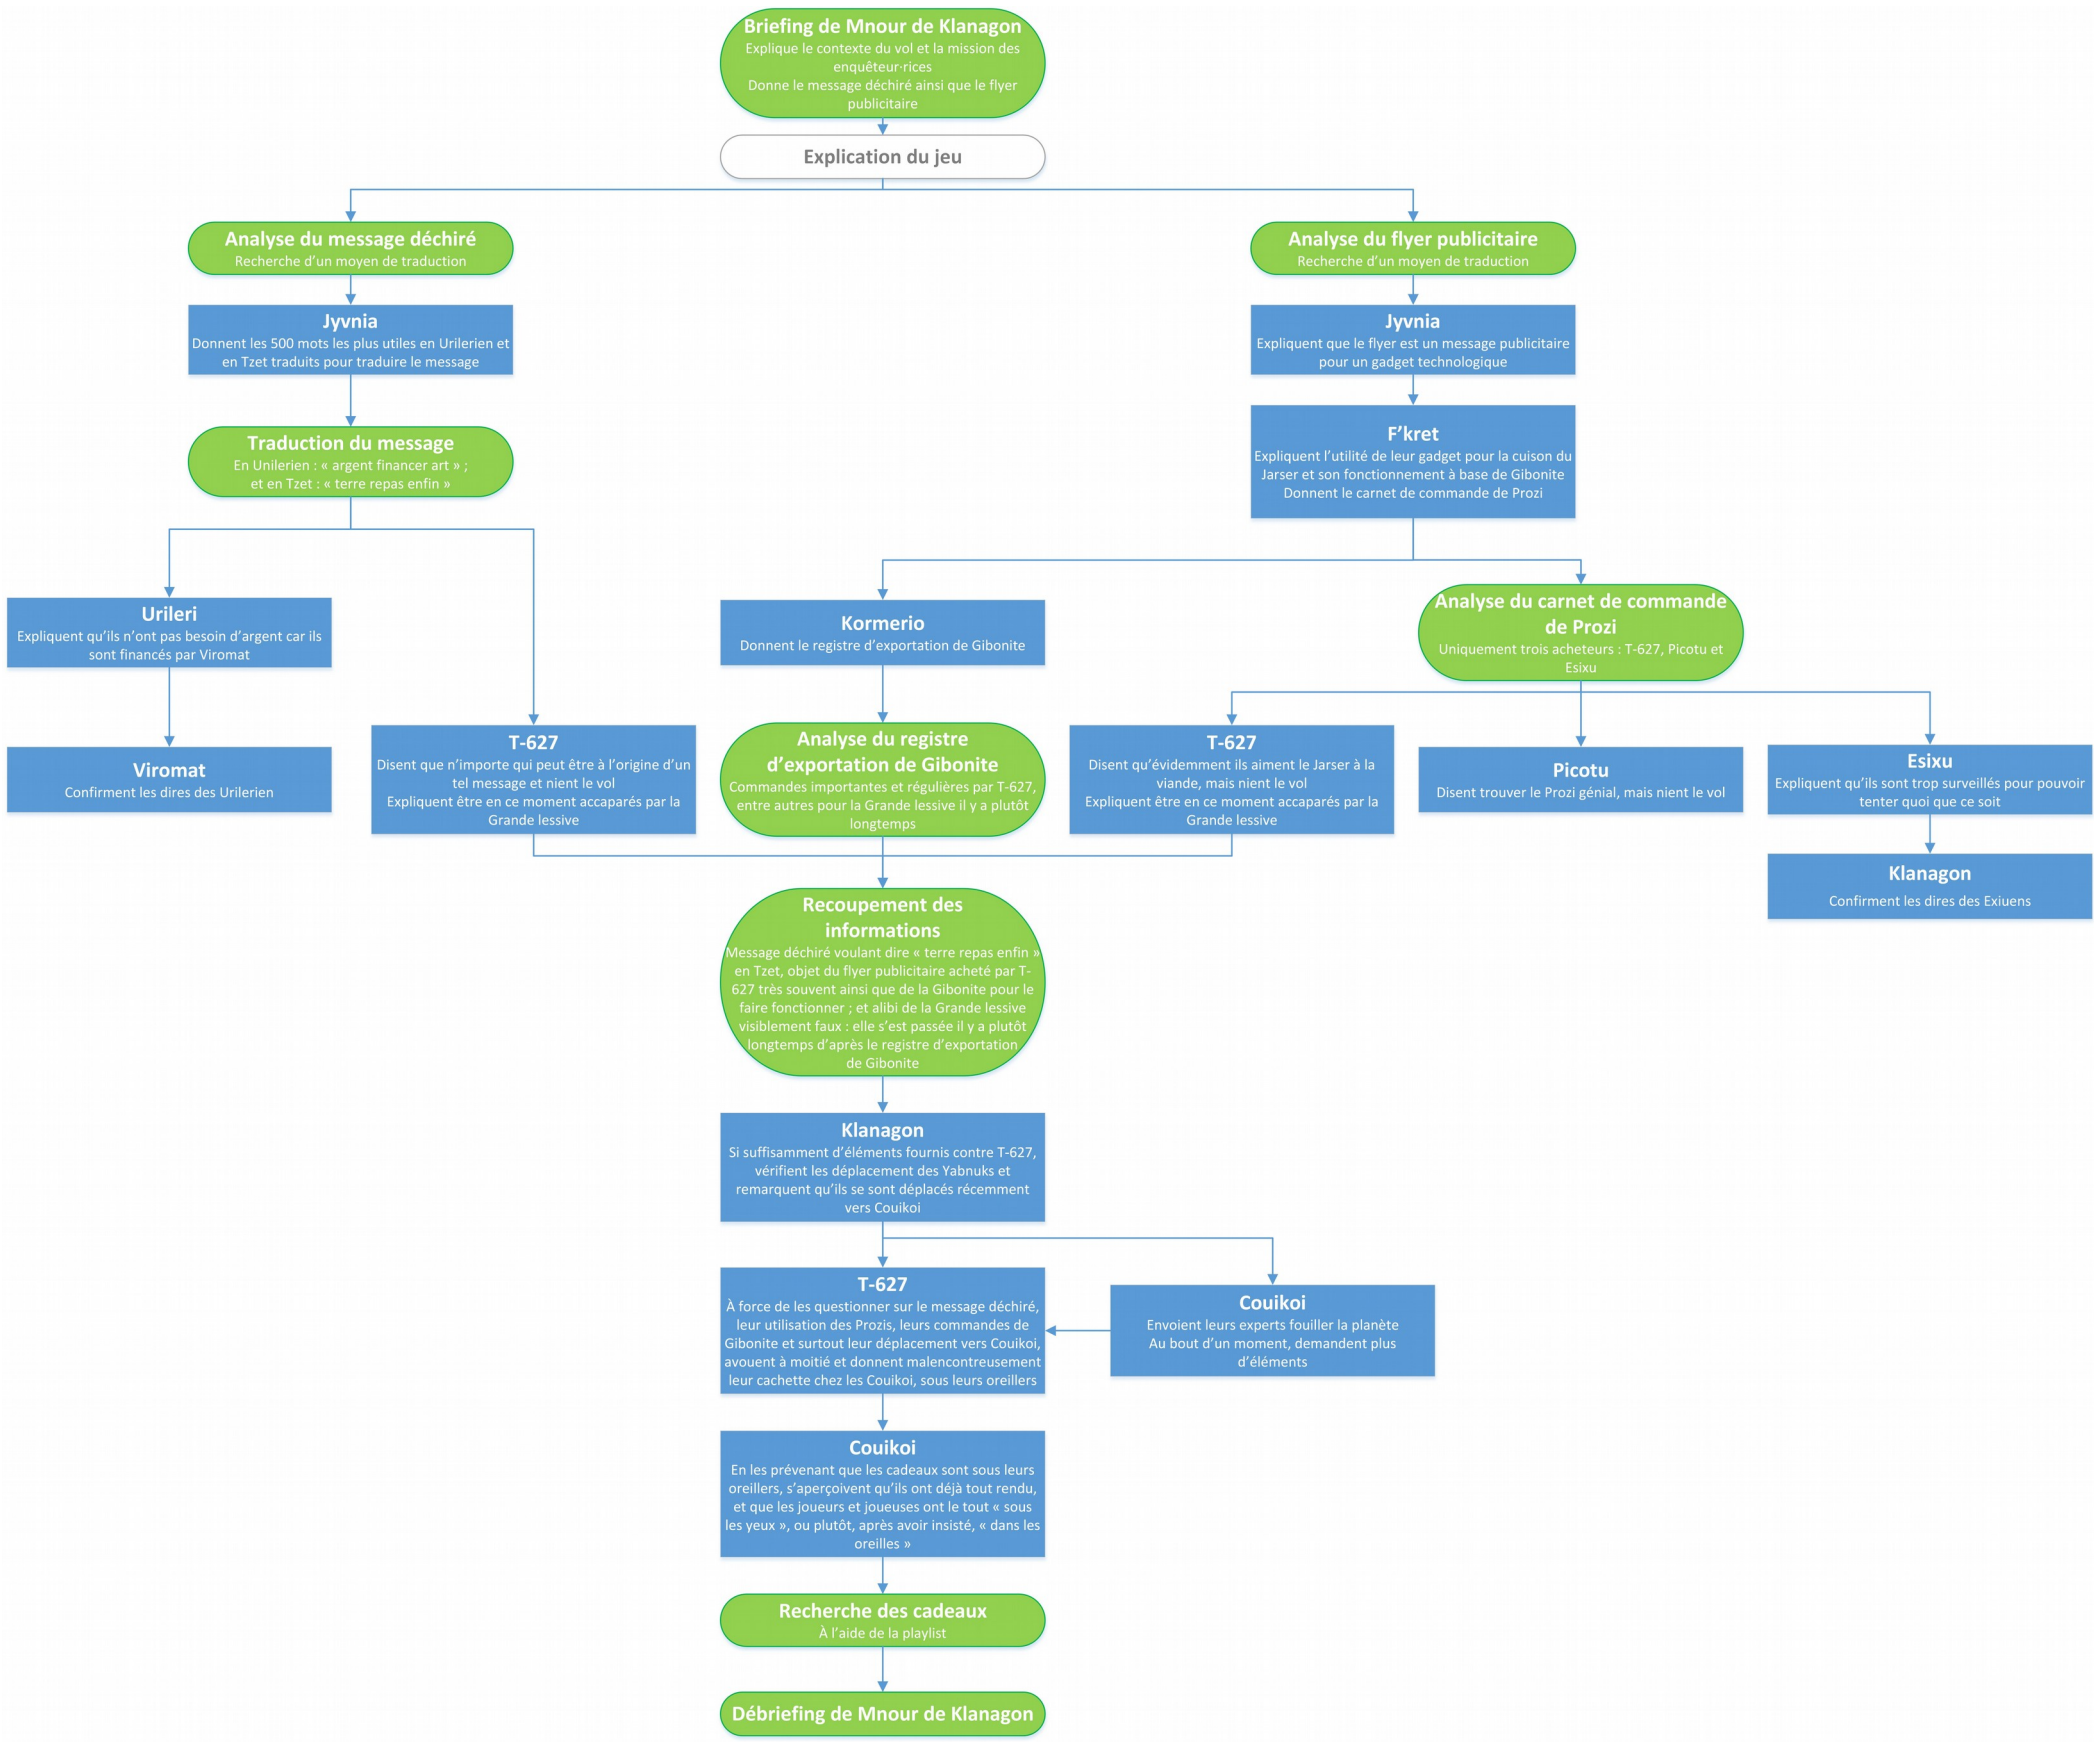 Briefing de Mnour de Klanagon
Explique le contexte du vol et la mission des
enquêteur·rices
Donne le message déchiré ainsi que le flyer
publicitaire
Explication du jeu
Analyse du message déchiré
Recherche d'un moyen de traduction
Analyse du flyer publicitaire
Recherche d'un moyen de traduction
Jyvnia
Donnent les 500 mots les plus utiles en Urilerien et
en Tzet traduits pour traduire le message
Jyvnia
Expliquent que le flyer est un message publicitaire
pour un gadget technologique
Traduction du message
En Unilerien : « argent financer art » ;
et en Tzet : « terre repas enfin »
F'kret
Expliquent l'utilité de leur gadget pour la cuison du
Jarser et son fonctionnement à base de Gibonite
Donnent le carnet de commande de Prozi
Urileri
Expliquent qu'ils n'ont pas besoin d'argent car ils
sont financés par Viromat
Kormerio
Donnent le registre d'exportation de Gibonite
Analyse du carnet de commande
de Prozi
Uniquement trois acheteurs : T-627, Picotu et
Esixu
Viromat
Confirment les dires des Urilerien
T-627
Disent que n'importe qui peut être à l'origine d'un
tel message et nient le vol
Expliquent être en ce moment accaparés par la
Grande lessive
Analyse du registre
d'exportation de Gibonite
Commandes importantes et régulières par T-627,
entre autres pour la Grande lessive il y a plutôt
longtemps
T-627
Disent qu'évidemment ils aiment le Jarser à la
viande, mais nient le vol
Expliquent être en ce moment accaparés par la
Grande lessive
Picotu
Disent trouver le Prozi génial, mais nient le vol
Esixu
Expliquent qu'ils sont trop surveillés pour pouvoir
tenter quoi que ce soit
Klanagon
Confirment les dires des Exiuens
Recoupement des
informations
Message déchiré voulant dire « terre repas enfin »
en Tzet, objet du flyer publicitaire acheté par T-
627 très souvent ainsi que de la Gibonite pour le
faire fonctionner ; et alibi de la Grande lessive
visiblement faux : elle s'est passée il y a plutôt
longtemps d'après le registre d'exportation
de Gibonite
Klanagon
Si suffisamment d'éléments fournis contre T-627,
vérifient les déplacement des Yabnuks et
remarquent qu'ils se sont déplacés récemment
vers Couikoi
T-627
À force de les questionner sur le message déchiré,
leur utilisation des Prozis, leurs commandes de
Gibonite et surtout leur déplacement vers Couikoi,
avouent à moitié et donnent malencontreusement
leur cachette chez les Couikoi, sous leurs oreillers
Couikoi
Envoient leurs experts fouiller la planète
Au bout d'un moment, demandent plus
d'éléments
Couikoi
En les prévenant que les cadeaux sont sous leurs
oreillers, s'aperçoivent qu'ils ont déjà tout rendu,
et que les joueurs et joueuses ont le tout « sous
les yeux », ou plutôt, après avoir insisté, « dans les
oreilles »
Recherche des cadeaux
À l'aide de la playlist
Débriefing de Mnour de Klanagon